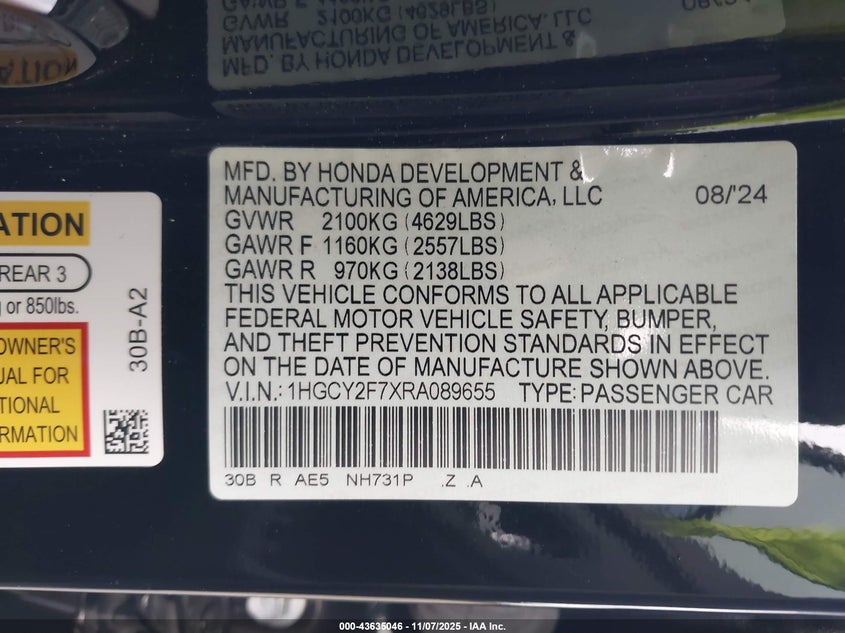 MFD. BY HONDA DEVELOPMENT &
MANUFACTURING OF AMERICA, LLC 08/'24
GVWR 2100KG (4629LBS)
GAWR F 1160KG (2557LBS)
GAWR R 970KG (2138LBS)
THIS VEHICLE CONFORMS TO ALL APPLICABLE
FEDERAL MOTOR VEHICLE SAFETY, BUMPER,
AND THEFT PREVENTION STANDARDS IN EFFECT
ON THE DATE OF MANUFACTURE SHOWN ABOVE.
V.I.N.: 1HGCY2F7XRA089655 TYPE: PASSENGER CAR
30B R AE5 NH731P .Z .A
ATION
REAR 3
or 850lbs.
OWNER'S
UAL FOR
TIONAL
ORMATION
30B-A2
MFD. BY HONDA DEVELOPMENT &
MANUFACTURING OF AMERICA, LLC
GVWR 2100KG (4629LBS)
000-43635046 - 11/07/2025 - IAA Inc.